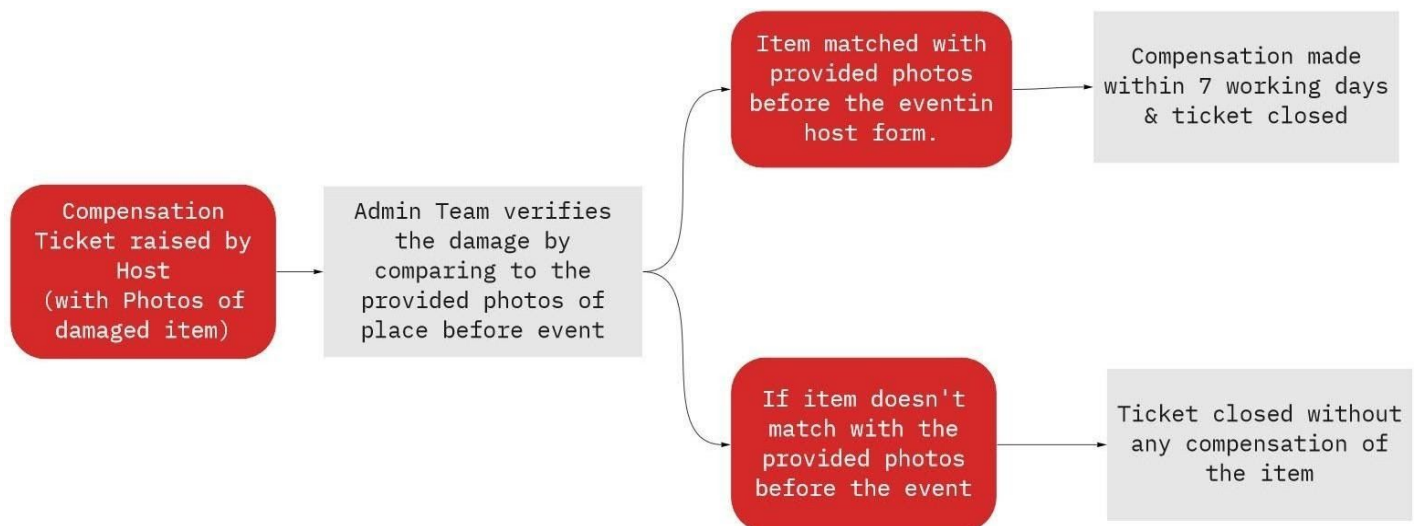 Compensation
Ticket raised by
Host
(with Photos of
damaged item)
Admin Team verifies
the damage by
comparing to the
provided photos of
place before event
Item matched with
provided photos
before the eventin
host form.
Compensation made
within 7 working days
& ticket closed
If item doesn't
match with the
provided photos
before the event
Ticket closed without
any compensation of
the item